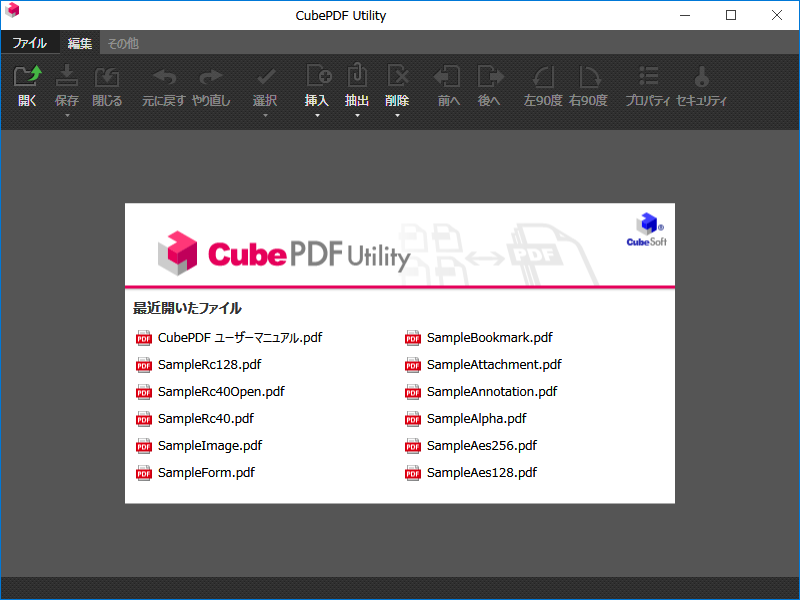 CubePDF Utility
ファイル 編集 その他
開く 保存 閉じる 元に戻す やり直し 選択 挿入 抽出 削除 前へ 後へ 左90度 右90度 プロパティ セキュリティ
CubePDF Utility PDF CubeSoft®
最近開いたファイル
CubePDF ユーザーマニュアル.pdf SampleBookmark.pdf
SampleRc128.pdf SampleAttachment.pdf
SampleRc40Open.pdf SampleAnnotation.pdf
SampleRc40.pdf SampleAlpha.pdf
SampleImage.pdf SampleAes256.pdf
SampleForm.pdf SampleAes128.pdf